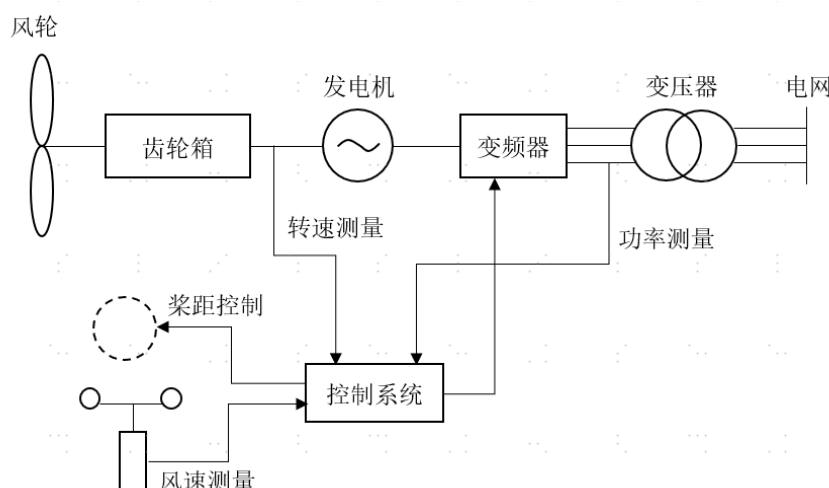 风轮
发电机
变压器
电网
齿轮箱
变频器
转速测量
功率测量
桨距控制
控制系统
风速测量